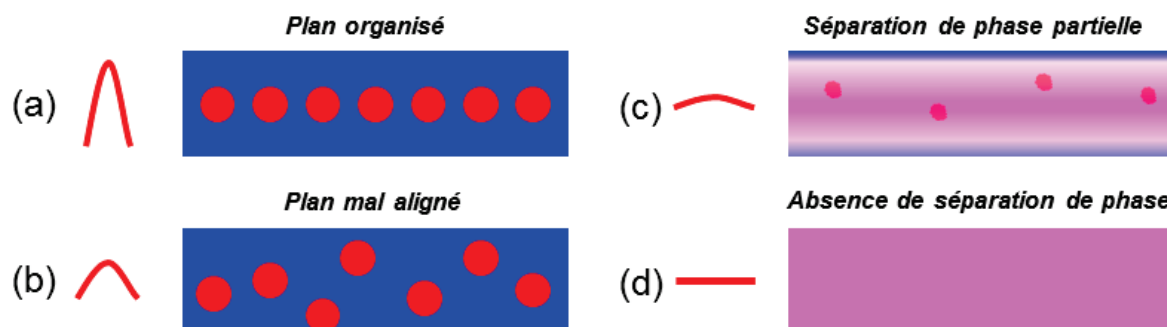 Plan organisé
(a)
Plan mal aligné
(b)
Séparation de phase partielle
(c)
Absence de séparation de phase
(d)